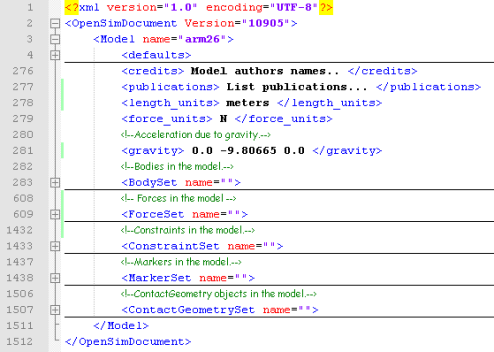 1 <?xml version="1.0" encoding="UTF-8"?>
2 <OpenSimDocument Version="10905">
3 <Model name="arm26">
4 <defaults>
276 <credits> Model authors names.. </credits>
277 <publications> List publications... </publications>
278 <length_units> meters </length_units>
279 <force_units> N </force_units>
280 <!--Acceleration due to gravity.-->
281 <gravity> 0.0 -9.80665 0.0 </gravity>
282 <!--Bodies in the model.-->
283 <BodySet name="">
608 <!-- Forces in the model -->
609 <ForceSet name="">
1432 <!--Constraints in the model.-->
1433 <ConstraintSet name="">
1437 <!--Markers in the model.-->
1438 <MarkerSet name="">
1506 <!--ContactGeometry objects in the model.-->
1507 <ContactGeometrySet name="">
1511 </Model>
1512 </OpenSimDocument>